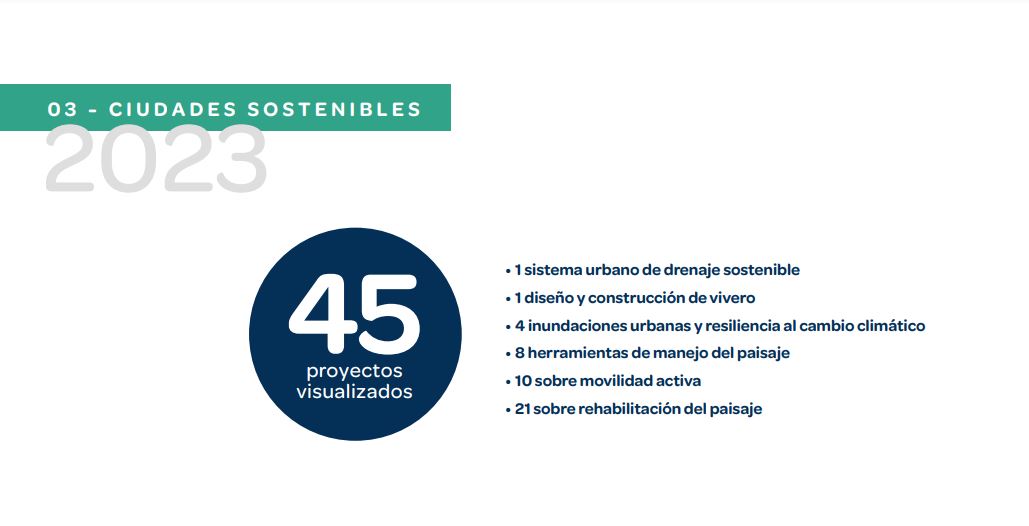 03 - CIUDADES SOSTENIBLES
2023
45
proyectos
visualizados
• 1 sistema urbano de drenaje sostenible
• 1 diseño y construcción de vivero
• 4 inundaciones urbanas y resiliencia al cambio climático
• 8 herramientas de manejo del paisaje
• 10 sobre movilidad activa
• 21 sobre rehabilitación del paisaje